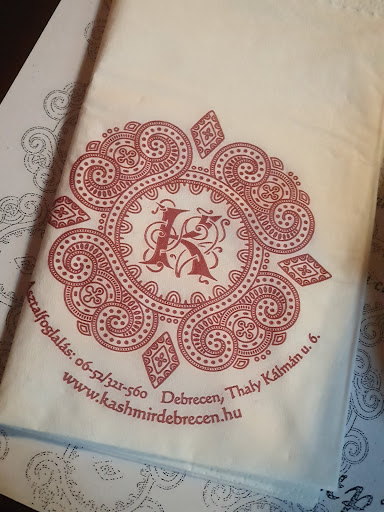 K
Asztalfoglalás: 06-52/321-560 Debrecen, Thaly Kálmán u. 6.
www.kashmirdebrecen.hu